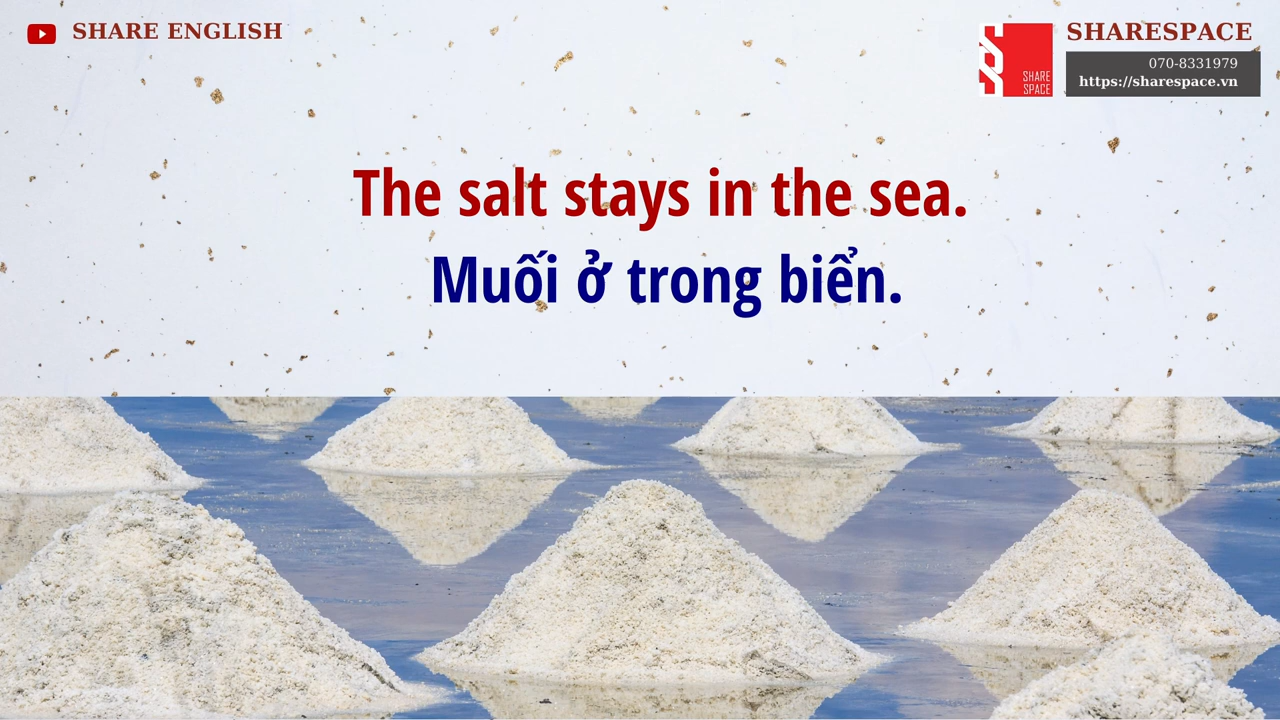 SHARE ENGLISH
SHARESPACE
070-8331979
https://sharespace.vn
SHARE
SPACE
The salt stays in the sea.
Muối ở trong biển.